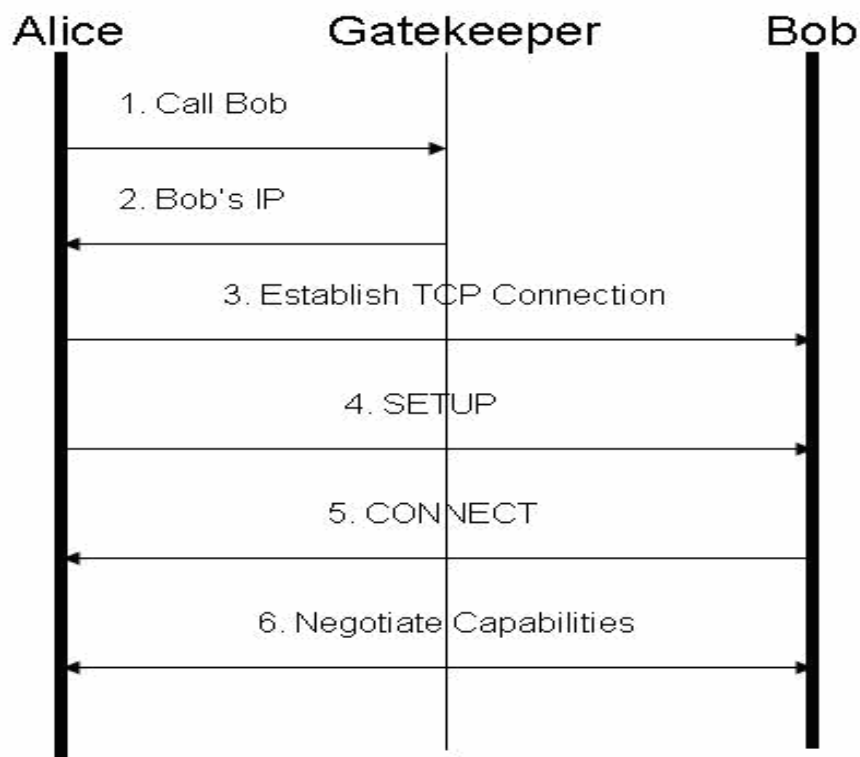 Alice Gatekeeper Bob
1. Call Bob
2. Bob's IP
3. Establish TCP Connection
4. SETUP
5. CONNECT
6. Negotiate Capabilities